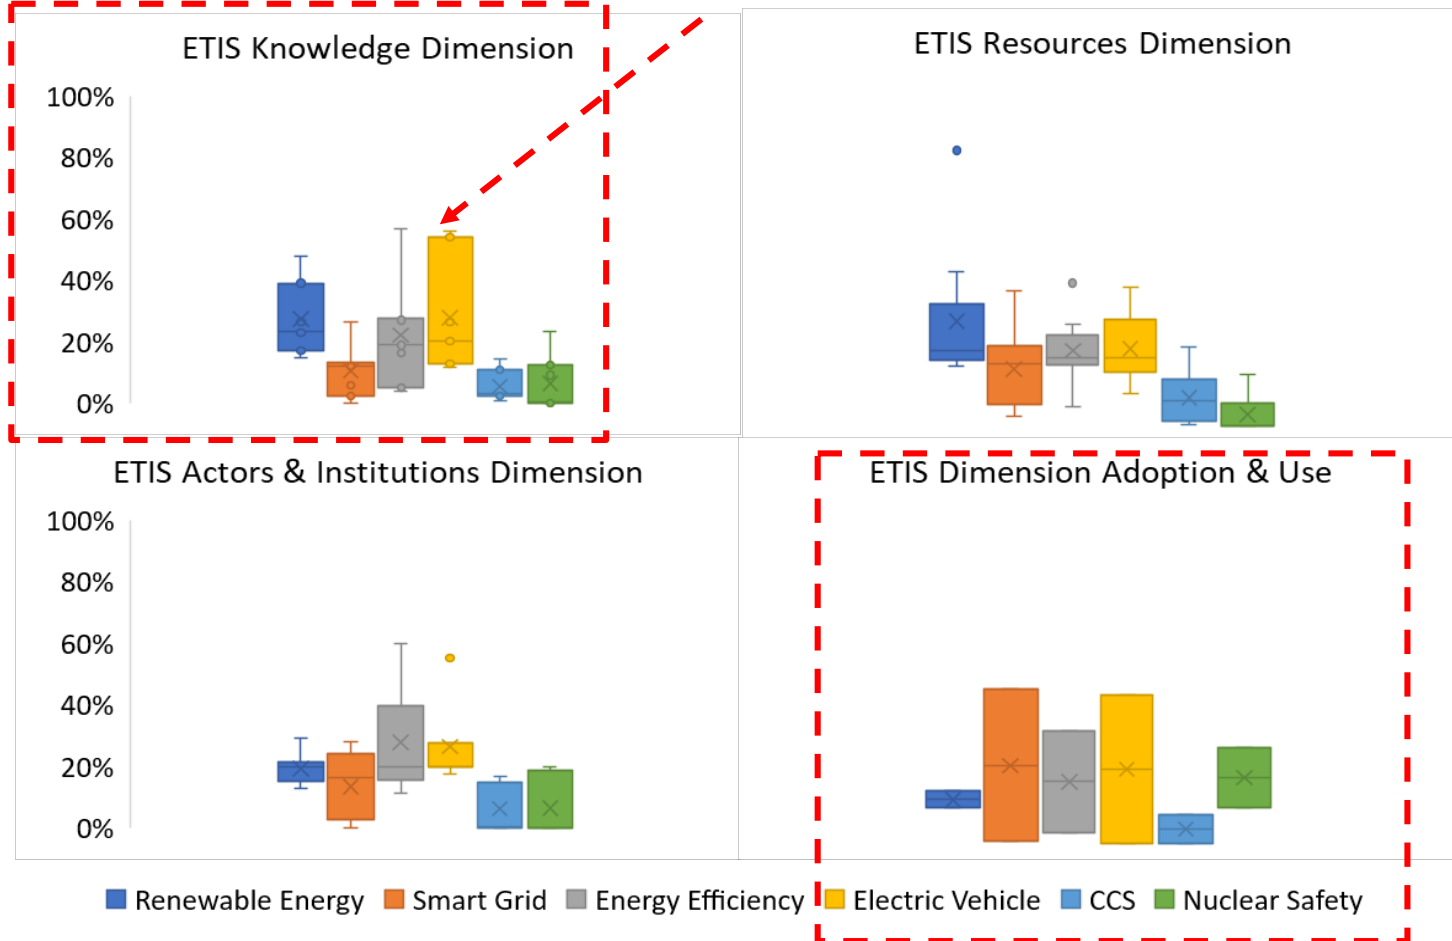 ETIS Knowledge Dimension
100%
80%
60%
40%
20%
0%
ETIS Resources Dimension
ETIS Actors & Institutions Dimension
100%
80%
60%
40%
20%
0%
ETIS Dimension Adoption & Use
Renewable Energy Smart Grid Energy Efficiency Electric Vehicle CCS Nuclear Safety